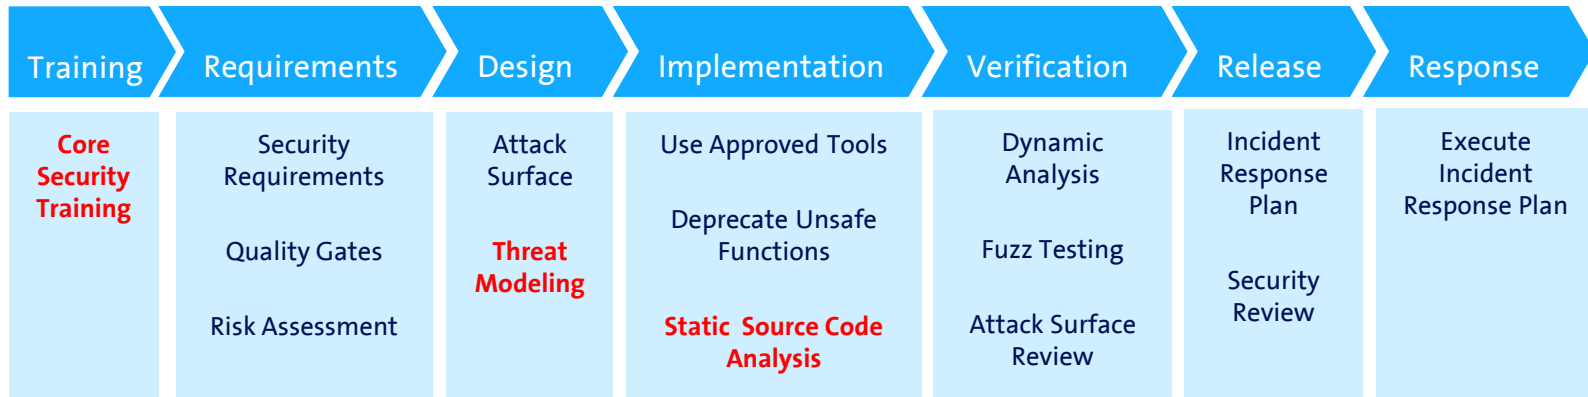 Training
Requirements
Design
Implementation
Verification
Release
Response
Core
Security
Training
Security
Requirements
Quality Gates
Risk Assessment
Attack
Surface
Threat
Modeling
Use Approved Tools
Deprecate Unsafe
Functions
Static Source Code
Analysis
Dynamic
Analysis
Fuzz Testing
Attack Surface
Review
Incident
Response
Plan
Security
Review
Execute
Incident
Response Plan